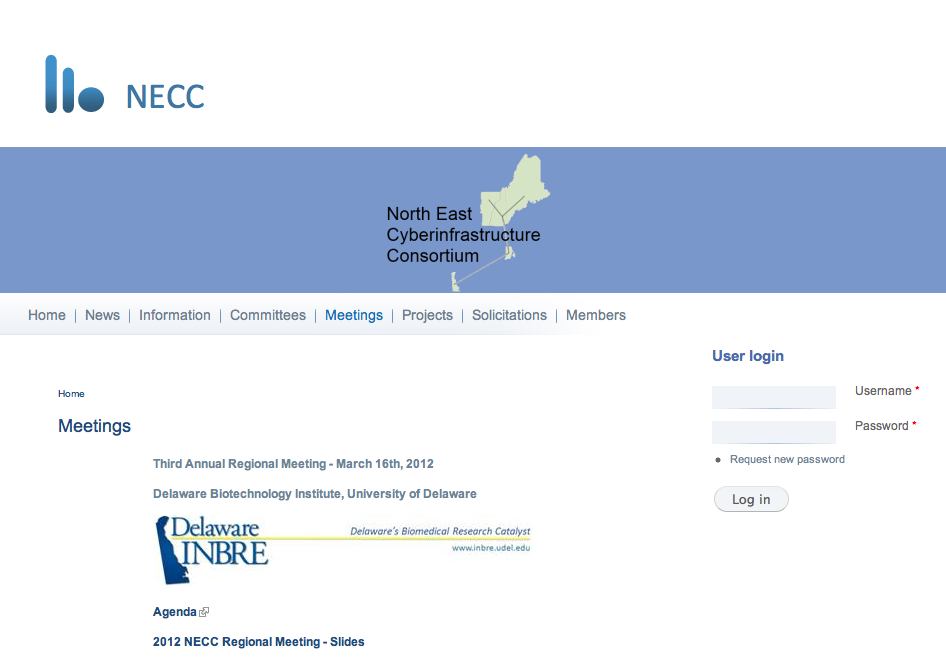 NECC
North East
Cyberinfrastructure
Consortium
Home | News | Information | Committees | Meetings | Projects | Solicitations | Members
User login
Username *
Password *
Request new password
Log in
Home
Meetings
Third Annual Regional Meeting - March 16th, 2012
Delaware Biotechnology Institute, University of Delaware
Delaware
INBRE
Delaware's Biomedical Research Catalyst
www.inbre.udel.edu
Agenda
2012 NECC Regional Meeting - Slides